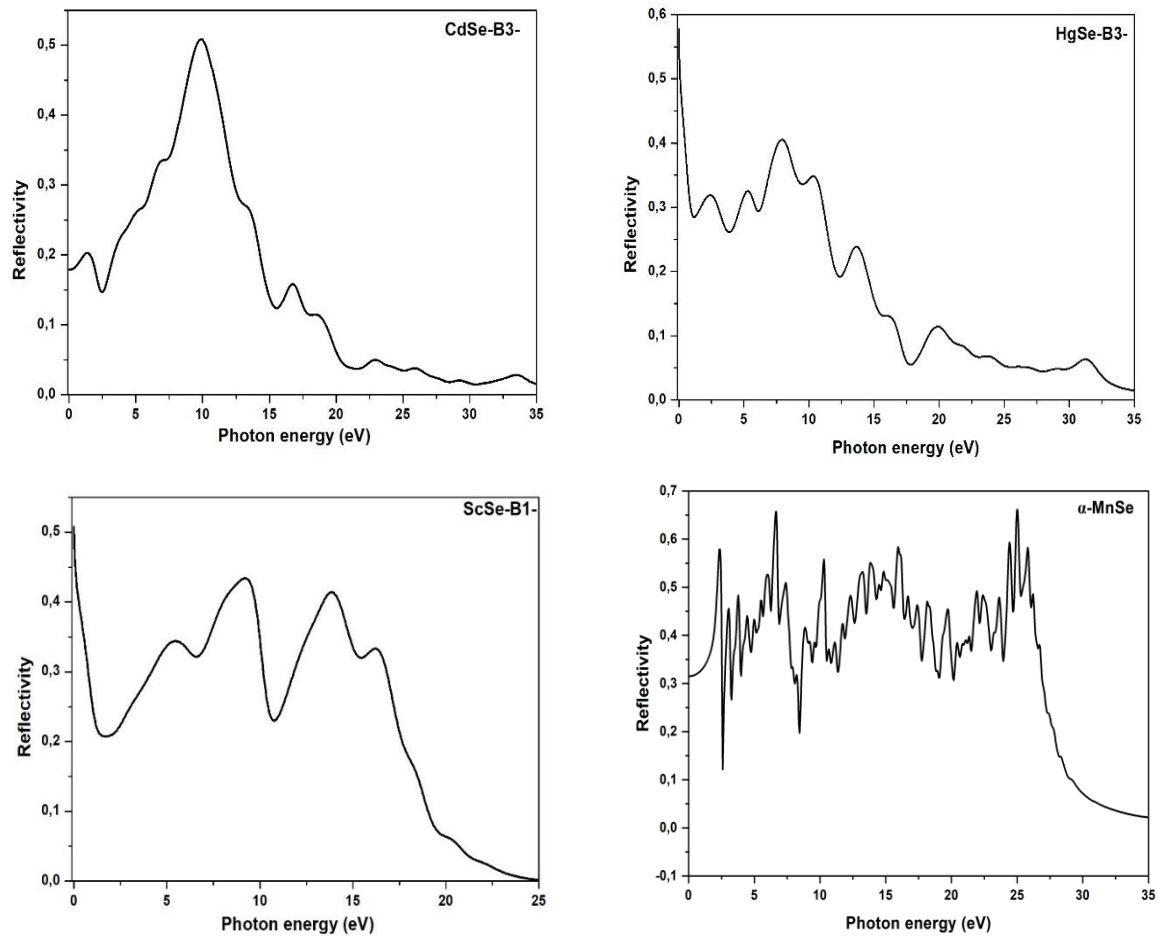 CdSe-B3-
0,5
0,4
0,3
0,2
0,1
0,0
Reflectivity
0 5 10 15 20 25 30 35
Photon energy (eV)
HgSe-B3-
0,6
0,5
0,4
0,3
0,2
0,1
0,0
Reflectivity
0 5 10 15 20 25 30 35
Photon energy (eV)
ScSe-B1-
0,5
0,4
0,3
0,2
0,1
0,0
Reflectivity
0 5 10 15 20 25
Photon energy (eV)
α-MnSe
0,7
0,6
0,5
0,4
0,3
0,2
0,1
0,0
-0,1
Reflectivity
0 5 10 15 20 25 30 35
Photon energy (eV)